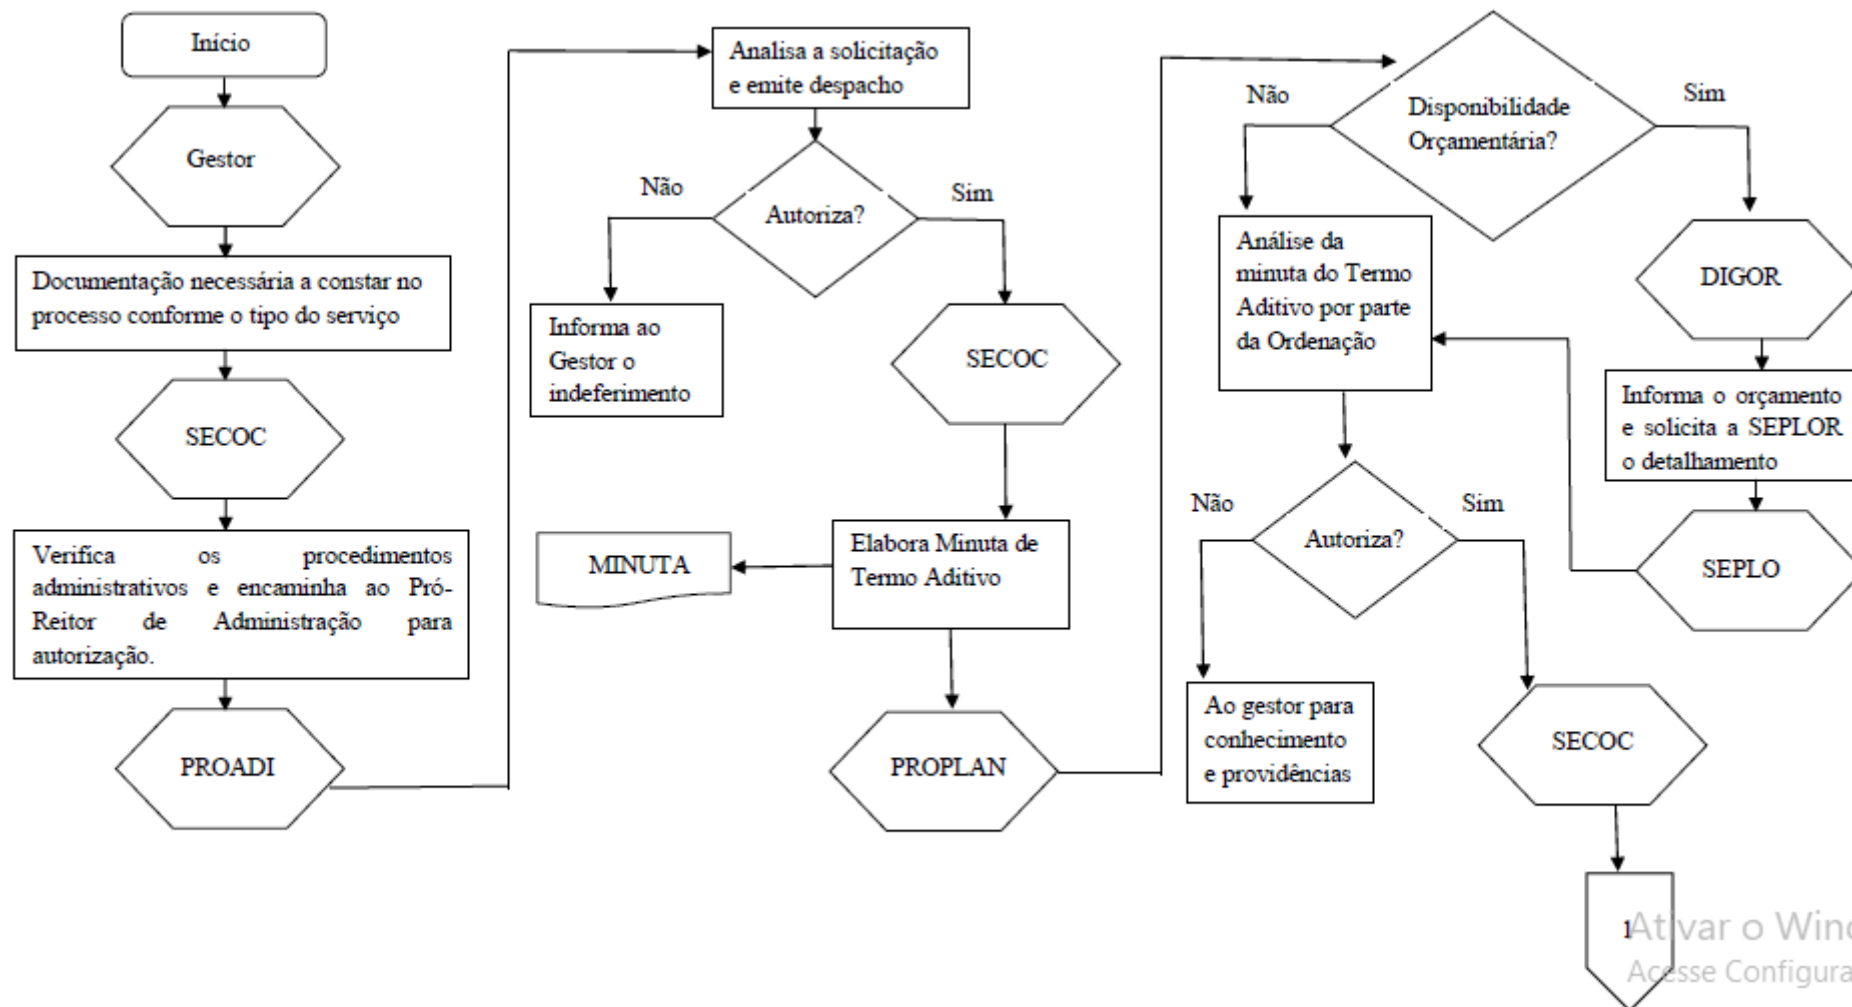 Início
Gestor
Documentação necessária a constar no
processo conforme o tipo do serviço
SECOC
Verifica os procedimentos
administrativos e encaminha ao Pró-
Reitor de Administração para
autorização.
PROADI
Analisa a solicitação
e emite despacho
Não
Sim
Autoriza?
Informa ao
Gestor o
indeferimento
SECOC
MINUTA
Elabora Minuta de
Termo Aditivo
PROPLAN
Não
Sim
Disponibilidade
Orçamentária?
Análise da
minuta do Termo
Aditivo por parte
da Ordenação
DIGOR
Informa o orçamento
e solicita a SEPLOR
o detalhamento
SEPLO
Não
Sim
Autoriza?
Ao gestor para
conhecimento
e providências
SECOC
1
Ativar o Wind
Acesse Configura